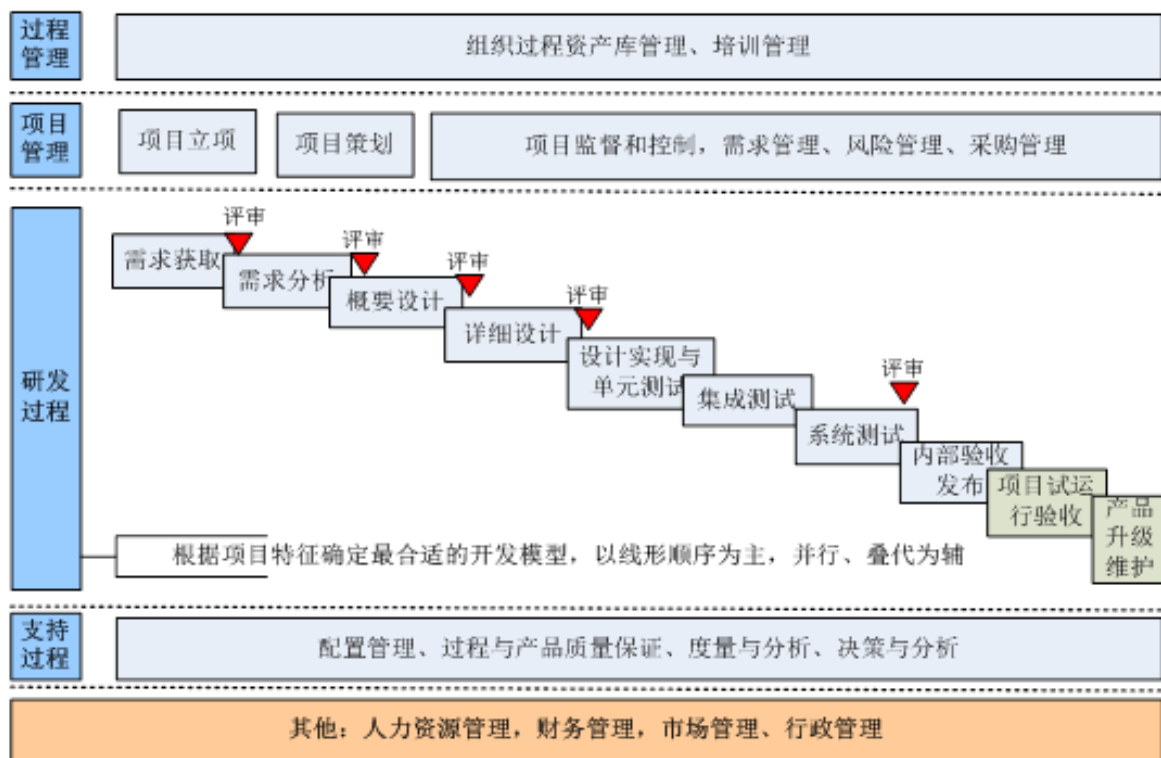 过程
管理
组织过程资产库管理、培训管理
项目
管理
项目立项
项目策划
项目监督和控制，需求管理、风险管理、采购管理
研发
过程
评审
需求获取
评审
需求分析
评审
概要设计
评审
详细设计
设计实现与
单元测试
集成测试
评审
系统测试
内部验收
发布
项目试运
行验收
产品
升级
维护
根据项目特征确定最合适的开发模型，以线形顺序为主，并行、叠代为辅
支持
过程
配置管理、过程与产品质量保证、度量与分析、决策与分析
其他：人力资源管理，财务管理，市场管理、行政管理